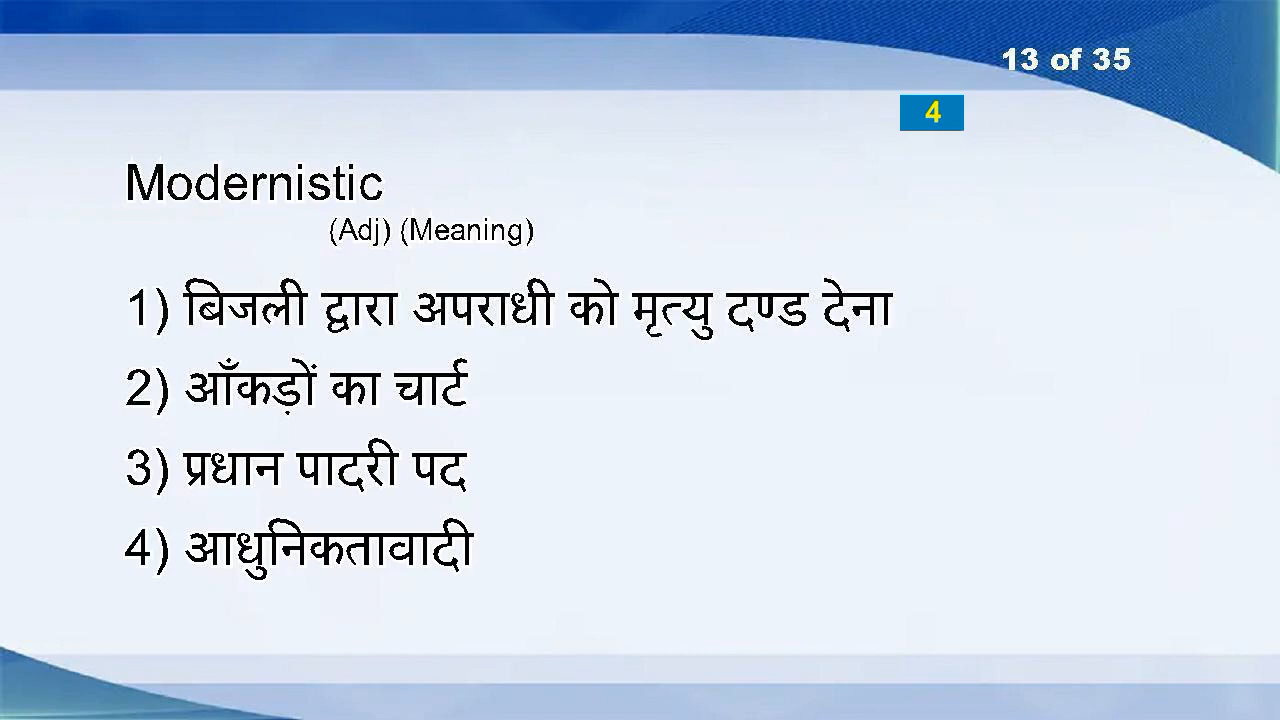 13 of 35
4
Modernistic
(Adj) (Meaning)
1) बिजली द्वारा अपराधी को मृत्यु दण्ड देना
2) आँकड़ों का चार्ट
3) प्रधान पादरी पद
4) आधुनिकतावादी